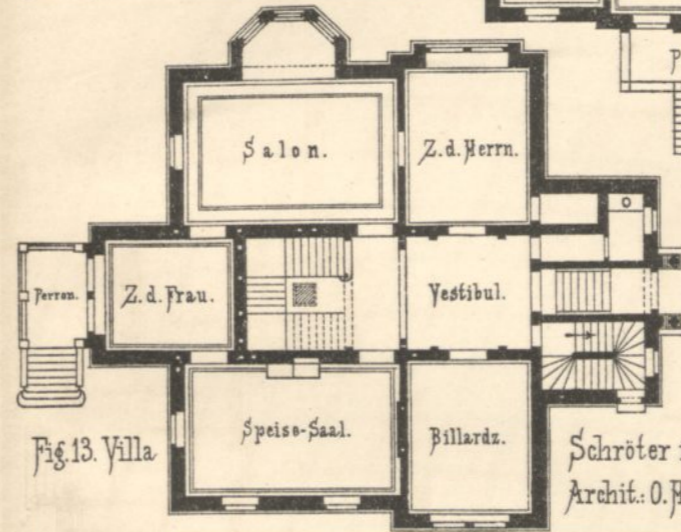 Salon.
Z. d. Herrn.
Perron.
Z. d. Frau.
Vestibul.
Speise-Saal.
Billardz.
Fig. 13. Villa
Schröter
Archit.: O.